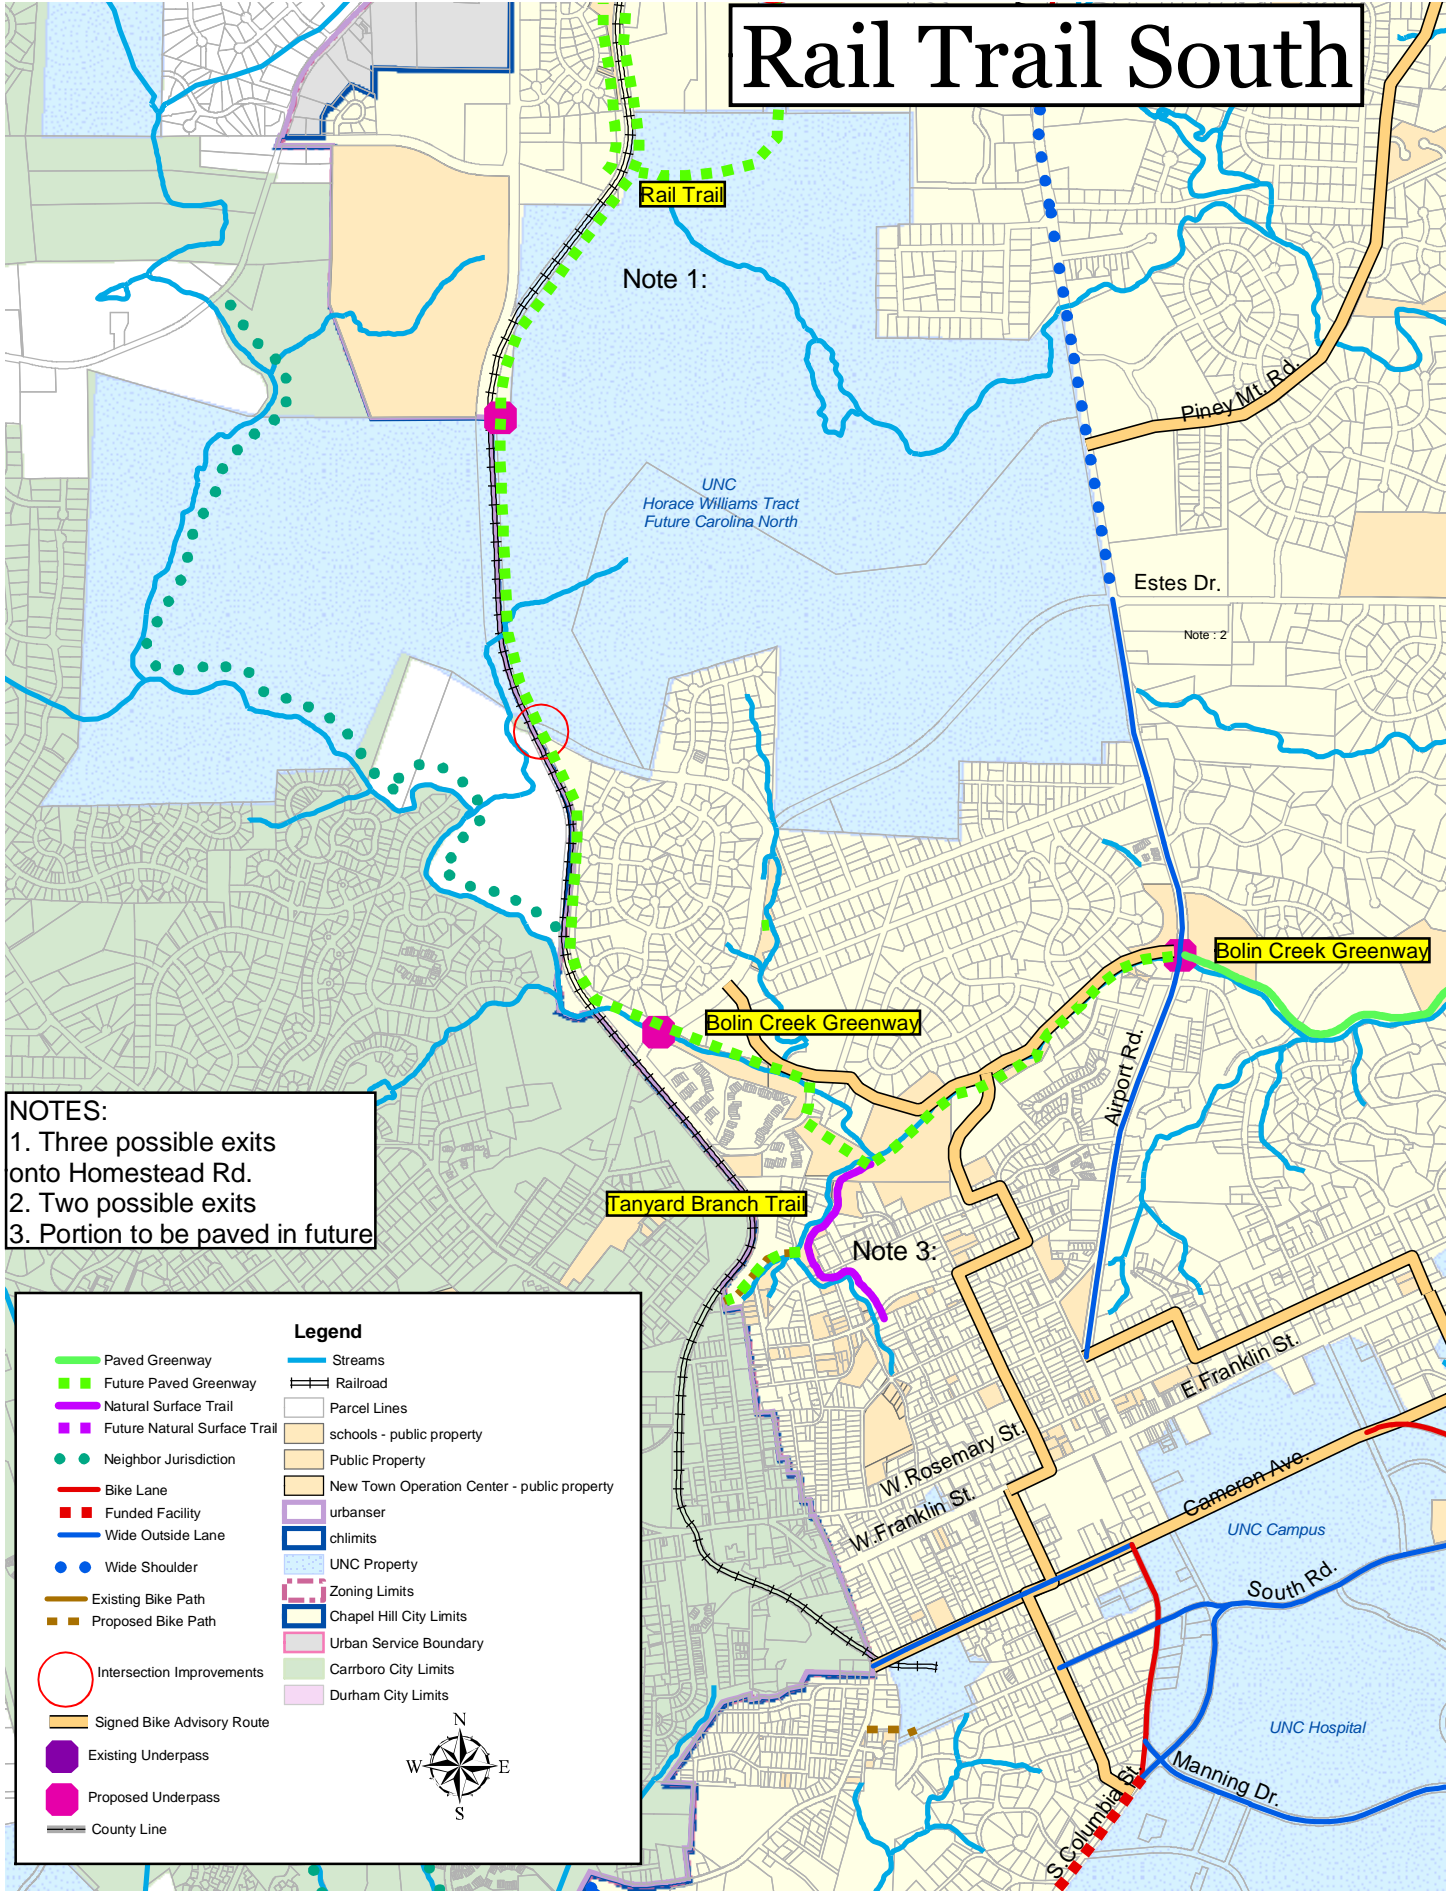 Rail Trail South
Rail Trail
Note 1:
Piney Mt. Rd.
UNC
Horace Williams Tract
Future Carolina North
Estes Dr.
Note : 2
Bolin Creek Greenway
Bolin Creek Greenway
Airport Rd.
NOTES:
1. Three possible exits
onto Homestead Rd.
2. Two possible exits
3. Portion to be paved in future
Tanyard Branch Trail
Note 3:
E.Franklin St.
W.Rosemary St.
W.Franklin St.
Cameron Ave.
UNC Campus
South Rd.
UNC Hospital
Manning Dr.
S.Columbia St.
Legend
Paved Greenway
Future Paved Greenway
Natural Surface Trail
Future Natural Surface Trail
Neighbor Jurisdiction
Bike Lane
Funded Facility
Wide Outside Lane
Wide Shoulder
Existing Bike Path
Proposed Bike Path
Intersection Improvements
Signed Bike Advisory Route
Existing Underpass
Proposed Underpass
County Line
Streams
Railroad
Parcel Lines
schools - public property
Public Property
New Town Operation Center - public property
urbanser
chlimits
UNC Property
Zoning Limits
Chapel Hill City Limits
Urban Service Boundary
Carrboro City Limits
Durham City Limits
N
W
E
S